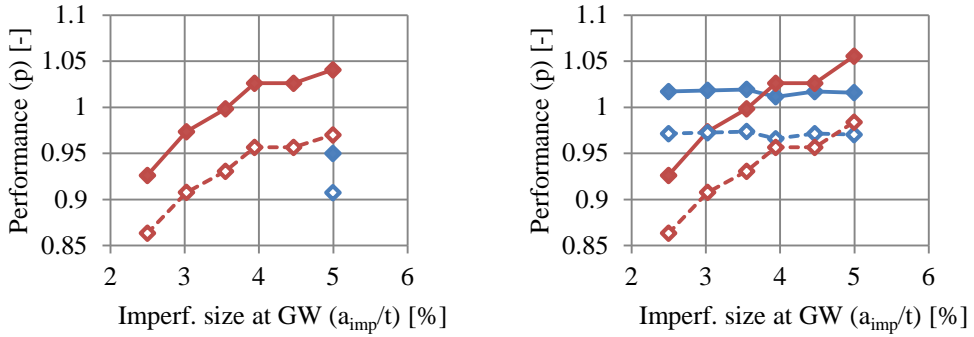 Performance (p) [-]
1.1
1.05
1
0.95
0.9
0.85
2 3 4 5 6
Imperf. size at GW (a_imp/t) [%]
Performance (p) [-]
1.1
1.05
1
0.95
0.9
0.85
2 3 4 5 6
Imperf. size at GW (a_imp/t) [%]